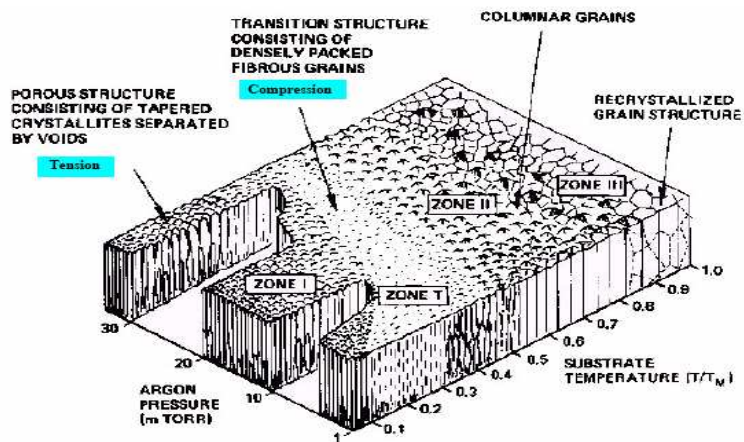 TRANSITION STRUCTURE
CONSISTING OF
DENSELY PACKED
FIBROUS GRAINS
Compression
COLUMNAR GRAINS
POROUS STRUCTURE
CONSISTING OF TAPERED
CRYSTALLITES SEPARATED
BY VOIDS
Tension
RECRYSTALLIZED
GRAIN STRUCTURE
ZONE III
ZONE II
ZONE I
ZONE T
30
20
10
1
ARGON
PRESSURE
(m TORR)
0.1
0.2
0.3
0.4
0.5
0.6
0.7
0.8
0.9
1.0
SUBSTRATE
TEMPERATURE (T/TM)